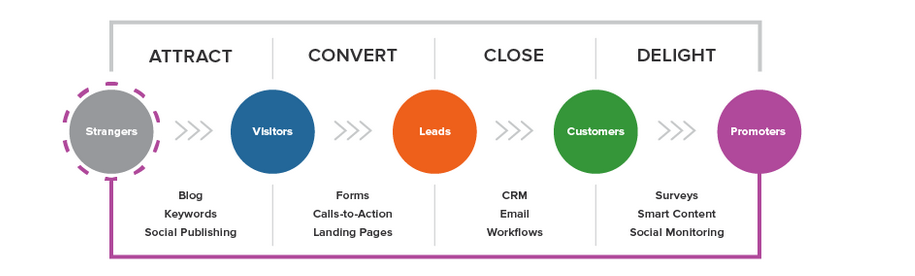 ATTRACT
CONVERT
CLOSE
DELIGHT
Strangers
Visitors
Leads
Customers
Promoters
Blog
Keywords
Social Publishing
Forms
Calls-to-Action
Landing Pages
CRM
Email
Workflows
Surveys
Smart Content
Social Monitoring